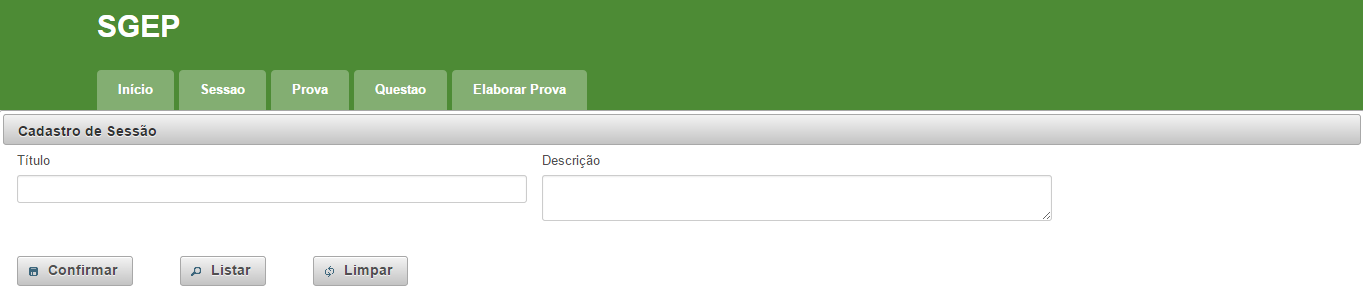 SGEP
Início Sessao Prova Questao Elaborar Prova
Cadastro de Sessão
Título Descrição
Confirmar Listar Limpar